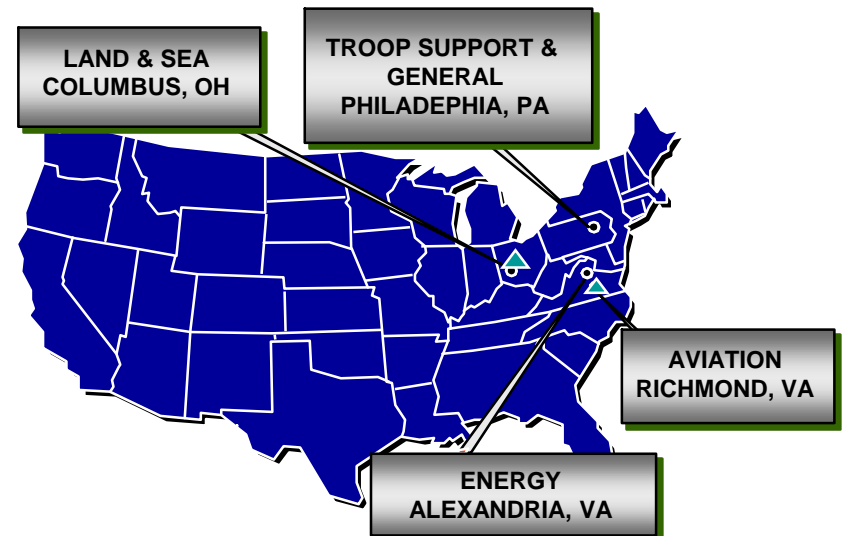 LAND & SEA
COLUMBUS, OH
TROOP SUPPORT &
GENERAL
PHILADEPHIA, PA
AVIATION
RICHMOND, VA
ENERGY
ALEXANDRIA, VA